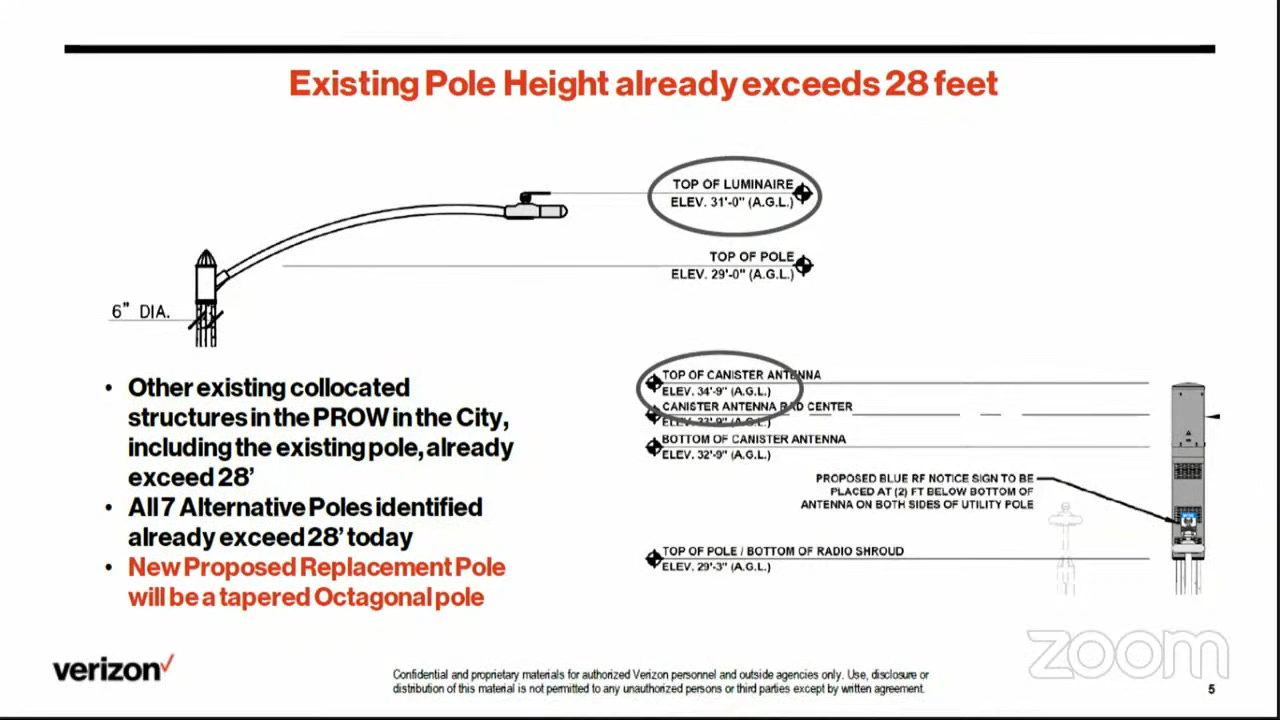 Existing Pole Height already exceeds 28 feet
TOP OF LUMINAIRE
ELEV. 31'-0" (A.G.L.)
TOP OF POLE
ELEV. 29'-0" (A.G.L.)
6" DIA.
• Other existing collocated
structures in the PROW in the City,
including the existing pole, already
exceed 28'
• All 7 Alternative Poles identified
already exceed 28' today
• New Proposed Replacement Pole
will be a tapered Octagonal pole
TOP OF CANISTER ANTENNA
ELEV. 34'-9" (A.G.L.)
CANISTER ANTENNA RAD CENTER
ELEV. 33'-9" (A.G.L.)
BOTTOM OF CANISTER ANTENNA
ELEV. 32'-9" (A.G.L.)
PROPOSED BLUE RF NOTICE SIGN TO BE
PLACED AT (2) FT BELOW BOTTOM OF
ANTENNA ON BOTH SIDES OF UTILITY POLE
TOP OF POLE / BOTTOM OF RADIO SHROUD
ELEV. 29'-3" (A.G.L.)
verizon
Confidential and proprietary materials for authorized Verizon personnel and outside agencies only. Use, disclosure or
distribution of this material is not permitted to any unauthorized persons or third parties except by written agreement.
zoom
5